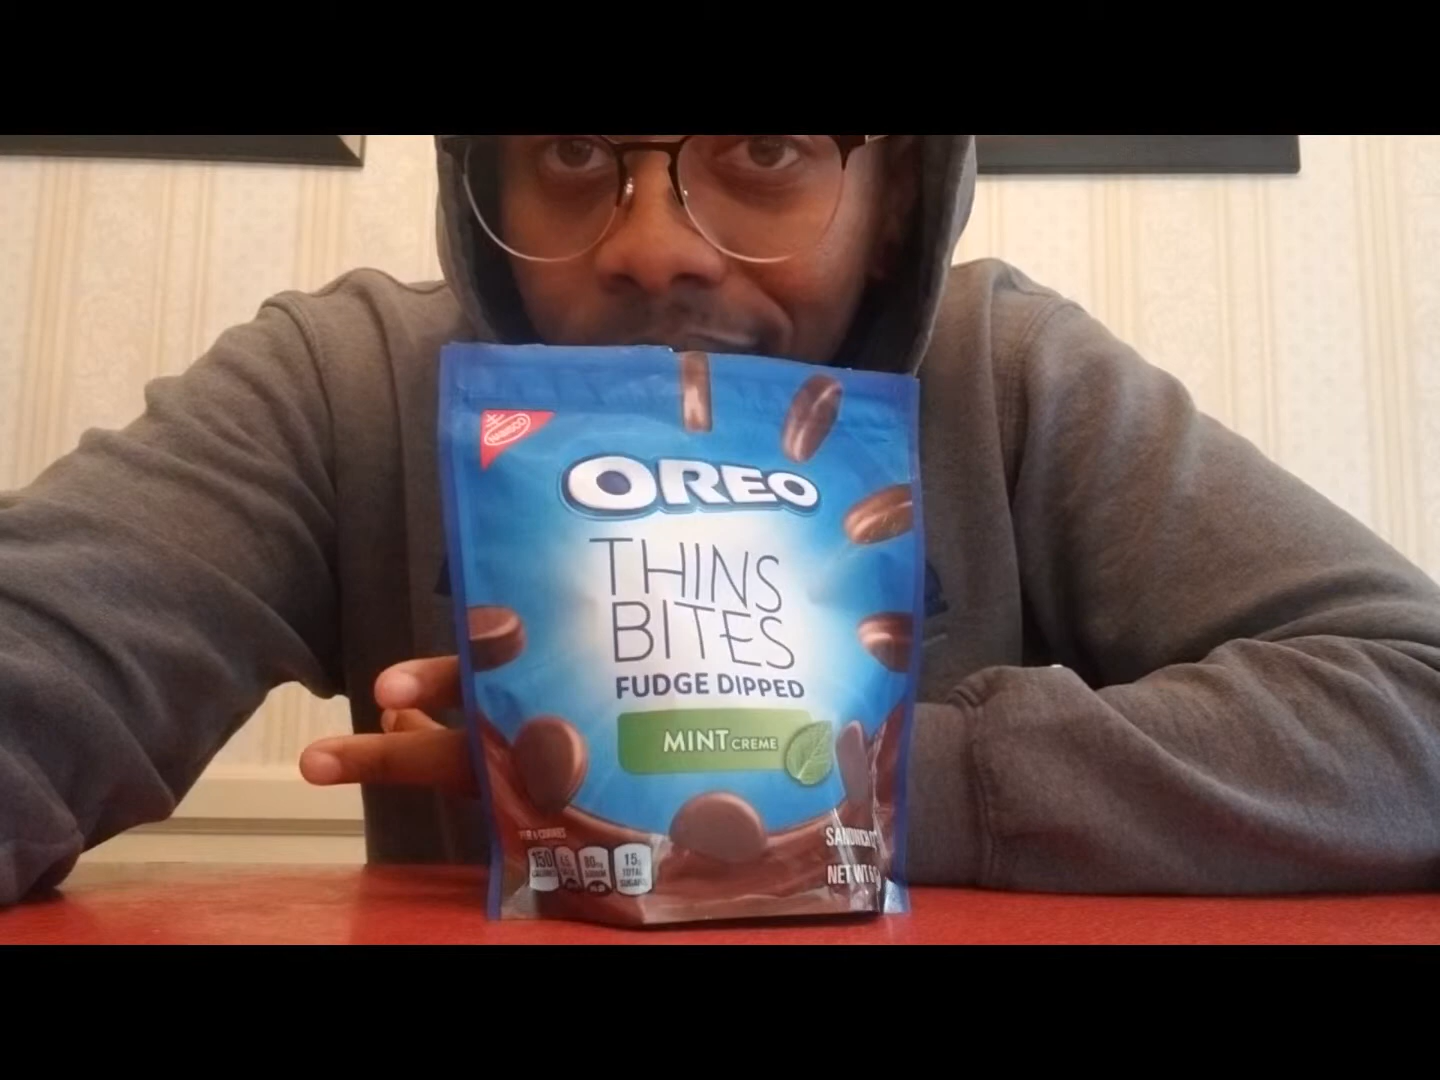 NABISCO
OREO
THINS
BITES
FUDGE DIPPED
MINT CREME
150
CALORIES
15g
TOTAL
SUGARS
NET WT